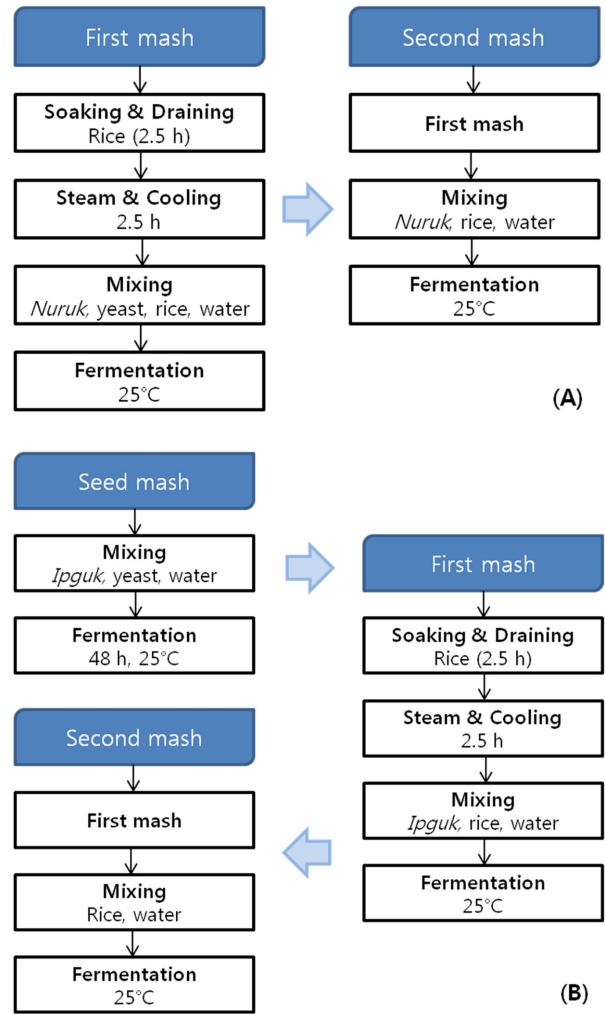 First mash
Soaking & Draining
Rice (2.5 h)
Steam & Cooling
2.5 h
Mixing
Nuruk, yeast, rice, water
Fermentation
25°C
Second mash
First mash
Mixing
Nuruk, rice, water
Fermentation
25°C
(A)
Seed mash
Mixing
Ipguk, yeast, water
Fermentation
48 h, 25°C
First mash
Soaking & Draining
Rice (2.5 h)
Steam & Cooling
2.5 h
Mixing
Ipguk, rice, water
Fermentation
25°C
Second mash
First mash
Mixing
Rice, water
Fermentation
25°C
(B)